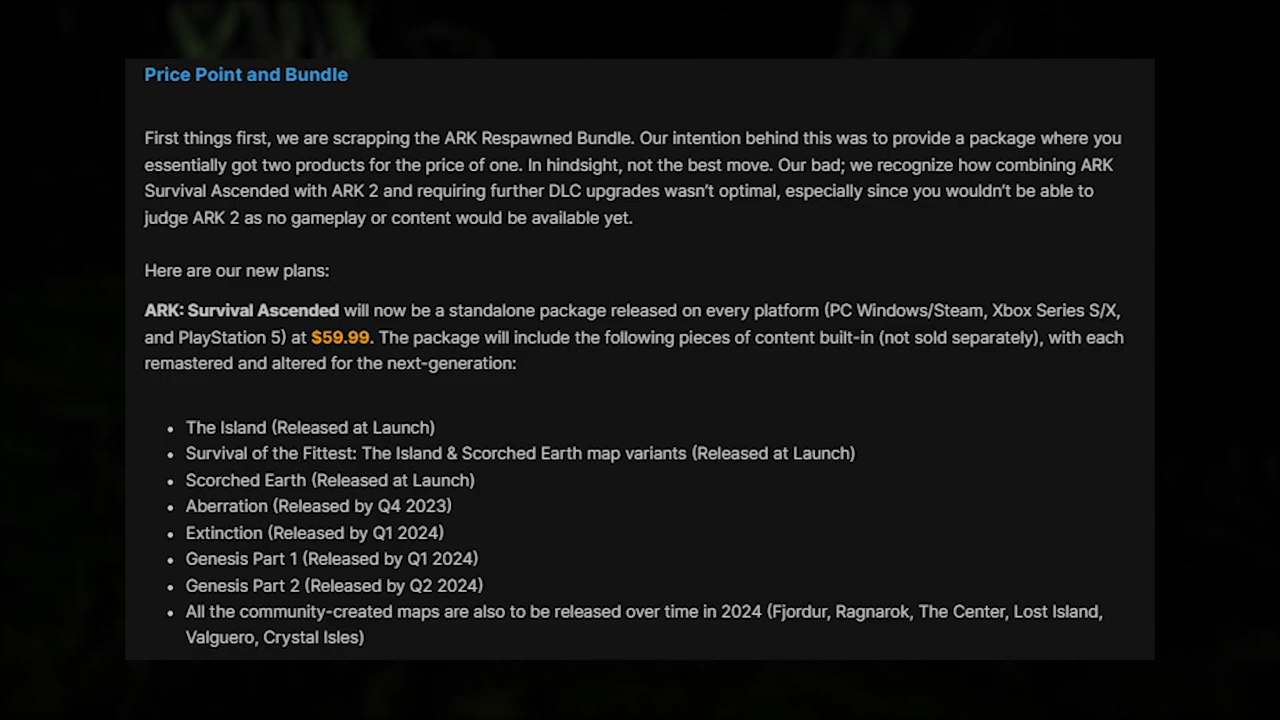 Price Point and Bundle
First things first, we are scrapping the ARK Respawned Bundle. Our intention behind this was to provide a package where you
essentially got two products for the price of one. In hindsight, not the best move. Our bad; we recognize how combining ARK
Survival Ascended with ARK 2 and requiring further DLC upgrades wasn't optimal, especially since you wouldn't be able to
judge ARK 2 as no gameplay or content would be available yet.
Here are our new plans:
ARK: Survival Ascended will now be a standalone package released on every platform (PC Windows/Steam, Xbox Series S/X,
and PlayStation 5) at $59.99. The package will include the following pieces of content built-in (not sold separately), with each
remastered and altered for the next-generation:
• The Island (Released at Launch)
• Survival of the Fittest: The Island & Scorched Earth map variants (Released at Launch)
• Scorched Earth (Released at Launch)
• Aberration (Released by Q4 2023)
• Extinction (Released by Q1 2024)
• Genesis Part 1 (Released by Q1 2024)
• Genesis Part 2 (Released by Q2 2024)
• All the community-created maps are also to be released over time in 2024 (Fjordur, Ragnarok, The Center, Lost Island,
Valguero, Crystal Isles)